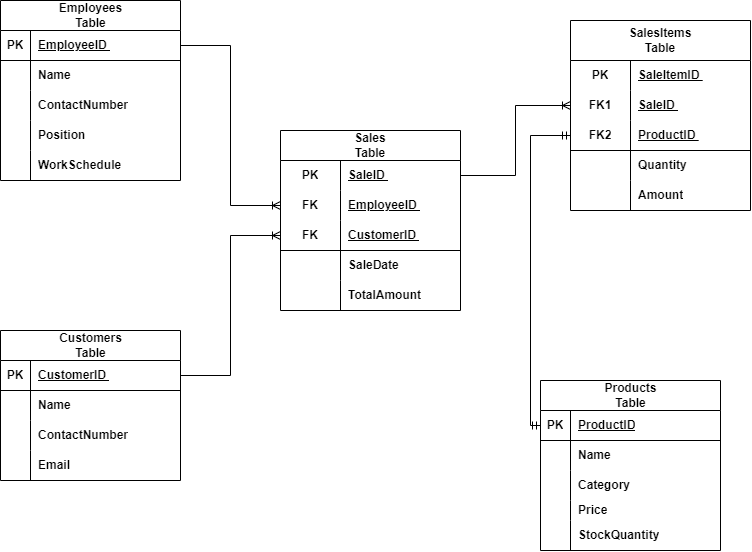 Employees
Table
PK EmployeeID
Name
ContactNumber
Position
WorkSchedule
Sales
Table
PK SaleID
FK EmployeeID
FK CustomerID
SaleDate
TotalAmount
SalesItems
Table
PK SaleItemID
FK1 SaleID
FK2 ProductID
Quantity
Amount
Customers
Table
PK CustomerID
Name
ContactNumber
Email
Products
Table
PK ProductID
Name
Category
Price
StockQuantity